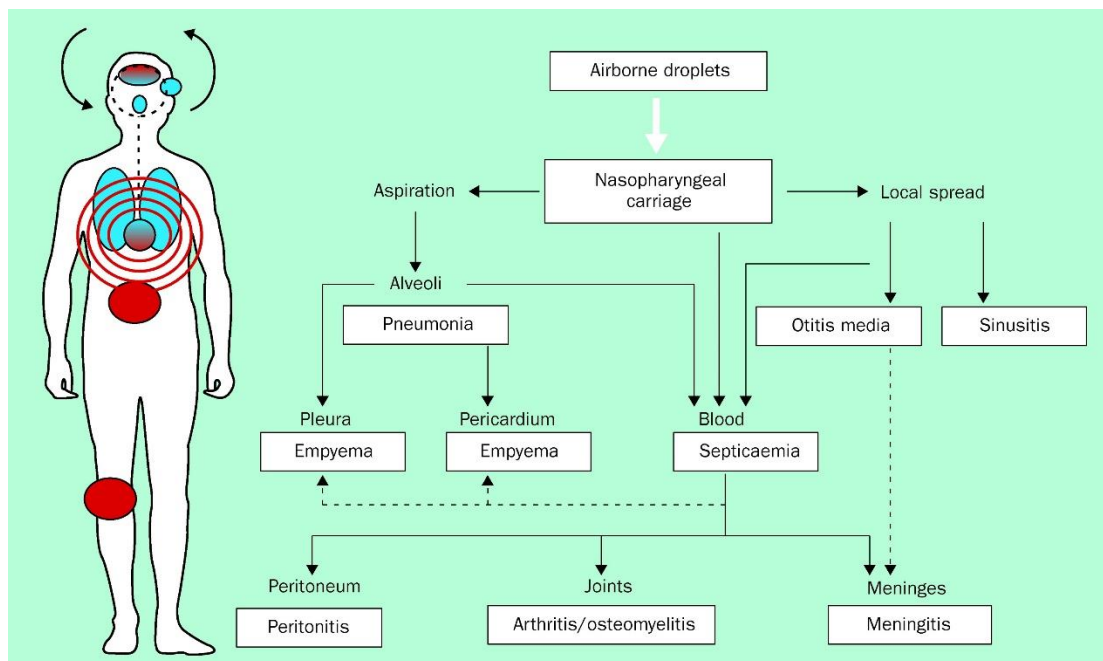 Airborne droplets
Nasopharyngeal
carriage
Aspiration
Local spread
Alveoli
Pneumonia
Otitis media
Sinusitis
Pleura
Pericardium
Blood
Empyema
Empyema
Septicaemia
Peritoneum
Joints
Meninges
Peritonitis
Arthritis/osteomyelitis
Meningitis